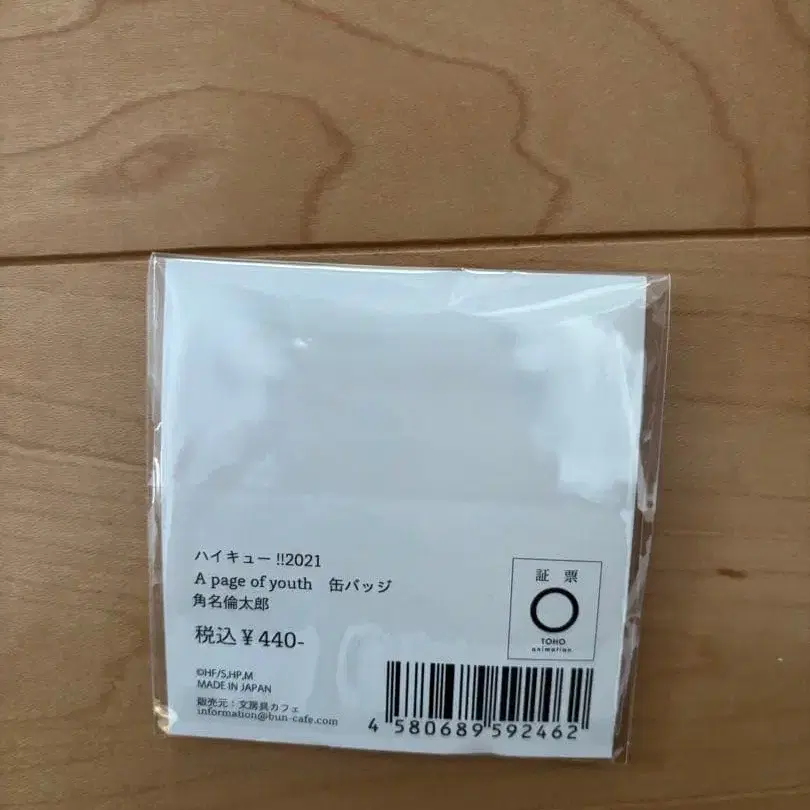 ハイキュー!!2021
A page of youth 缶バッジ
角名倫太郎
税込¥440-
©HF/S,HP,M
MADE IN JAPAN
販売元：文房具カフェ
information@bun-cafe.com
証 票
TOHO
animation
4 580689 592462